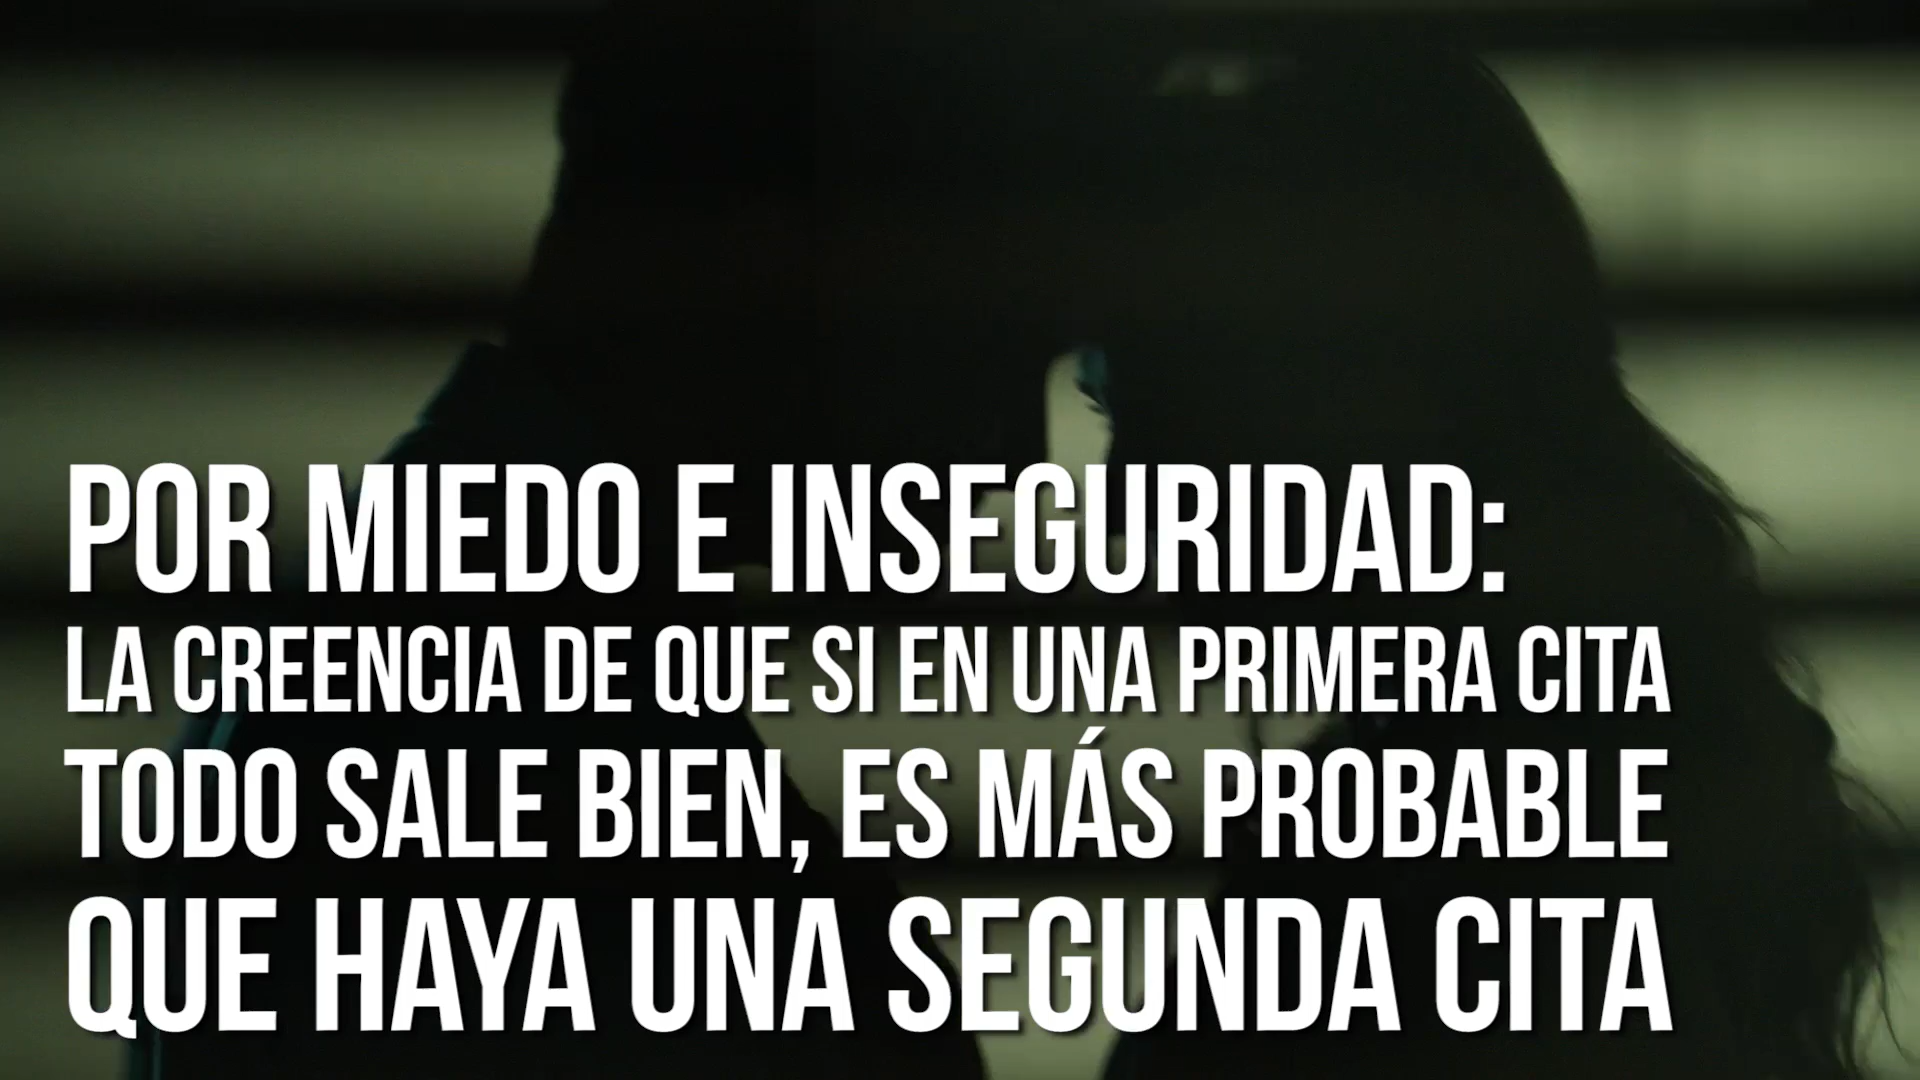 POR MIEDO E INSEGURIDAD:
LA CREENCIA DE QUE SI EN UNA PRIMERA CITA
TODO SALE BIEN, ES MÁS PROBABLE
QUE HAYA UNA SEGUNDA CITA